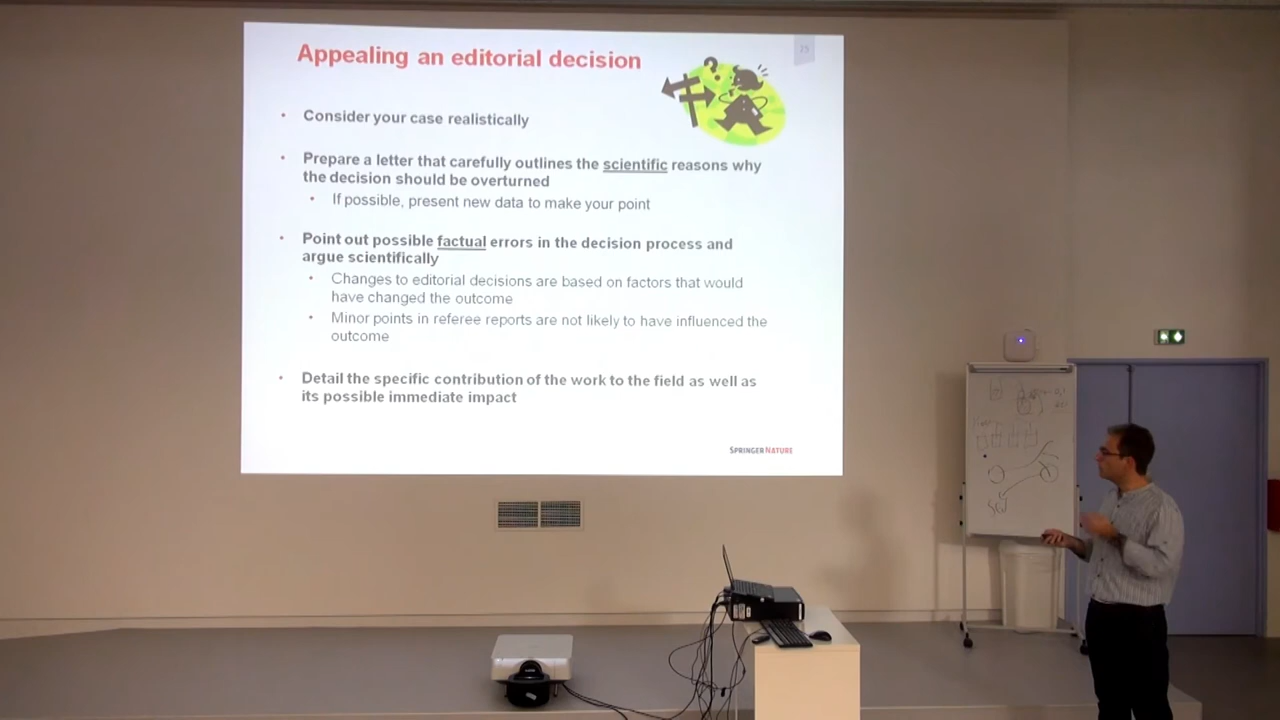 25
Appealing an editorial decision
• Consider your case realistically
• Prepare a letter that carefully outlines the scientific reasons why
the decision should be overturned
• If possible, present new data to make your point
• Point out possible factual errors in the decision process and
argue scientifically
• Changes to editorial decisions are based on factors that would
have changed the outcome
• Minor points in referee reports are not likely to have influenced the
outcome
• Detail the specific contribution of the work to the field as well as
its possible immediate impact
SPRINGER NATURE